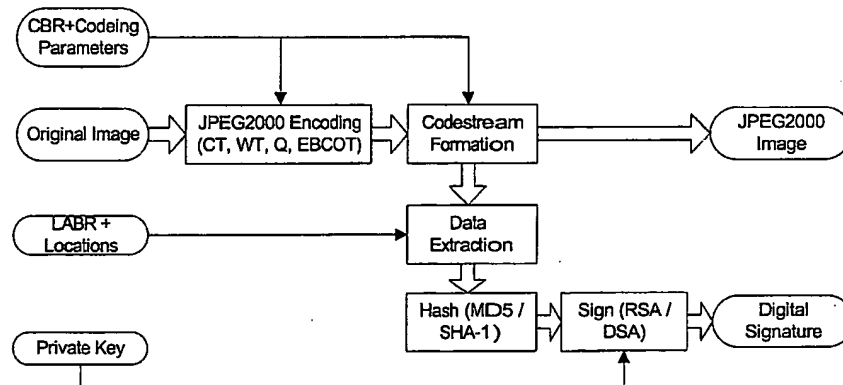 CBR+Codeing
Parameters
Original Image
JPEG2000 Encoding
(CT, WT, Q, EBCOT)
Codestream
Formation
JPEG2000
Image
LABR +
Locations
Data
Extraction
Hash (MD5 /
SHA-1)
Sign (RSA /
DSA)
Digital
Signature
Private Key